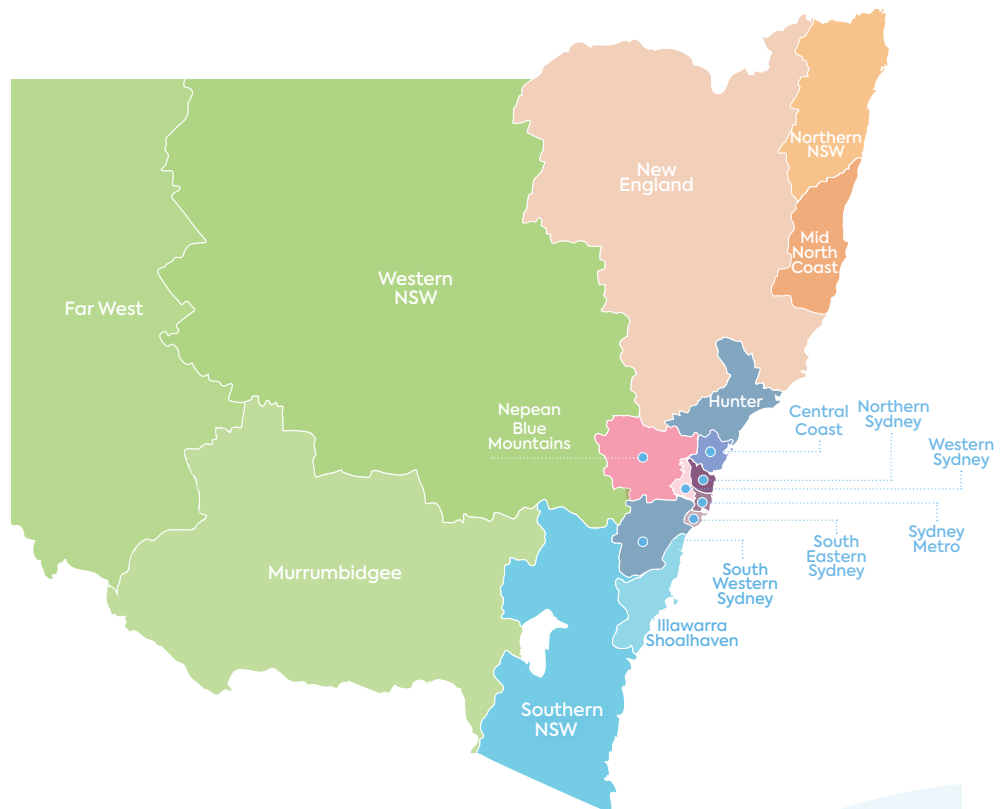 Northern
NSW
New
England
Mid
North
Coast
Western
NSW
Far West
Hunter
Nepean
Blue
Mountains
Central
Coast
Northern
Sydney
Western
Sydney
Sydney
Metro
South
Eastern
Sydney
South
Western
Sydney
Murrumbidgee
Illawarra
Shoalhaven
Southern
NSW